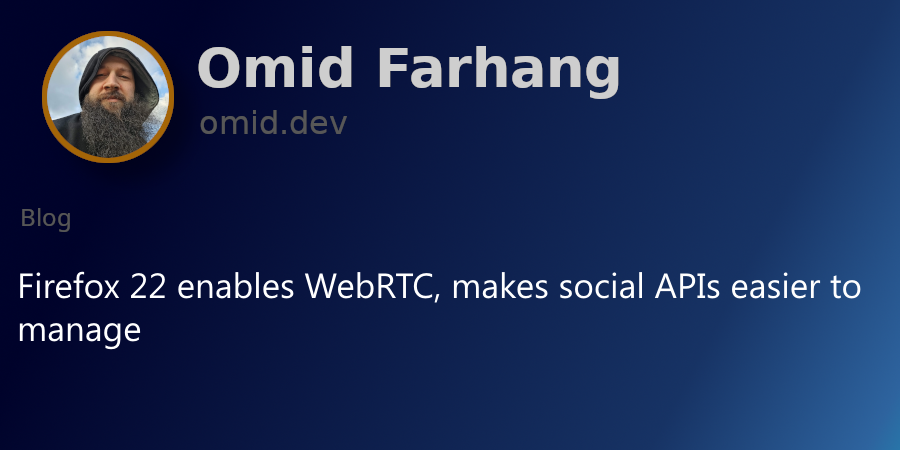 Omid Farhang
omid.dev
Blog
Firefox 22 enables WebRTC, makes social APIs easier to
manage